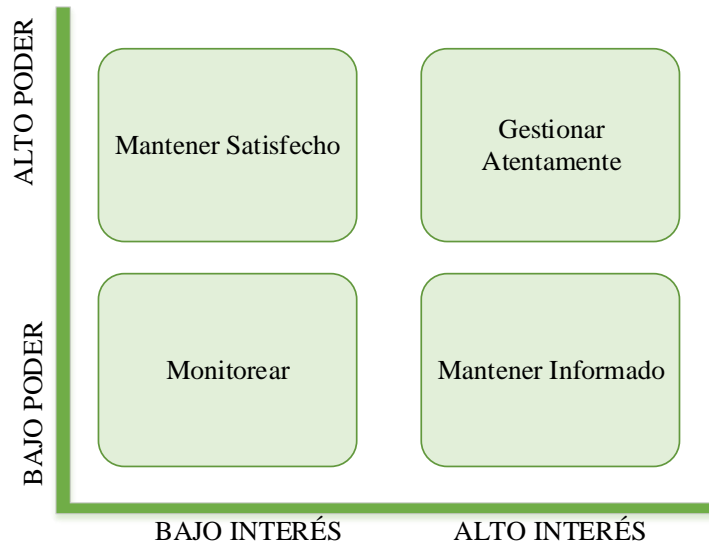 ALTO PODER
Mantener Satisfecho
Gestionar
Atentamente
BAJO PODER
Monitorear
Mantener Informado
BAJO INTERÉS
ALTO INTERÉS